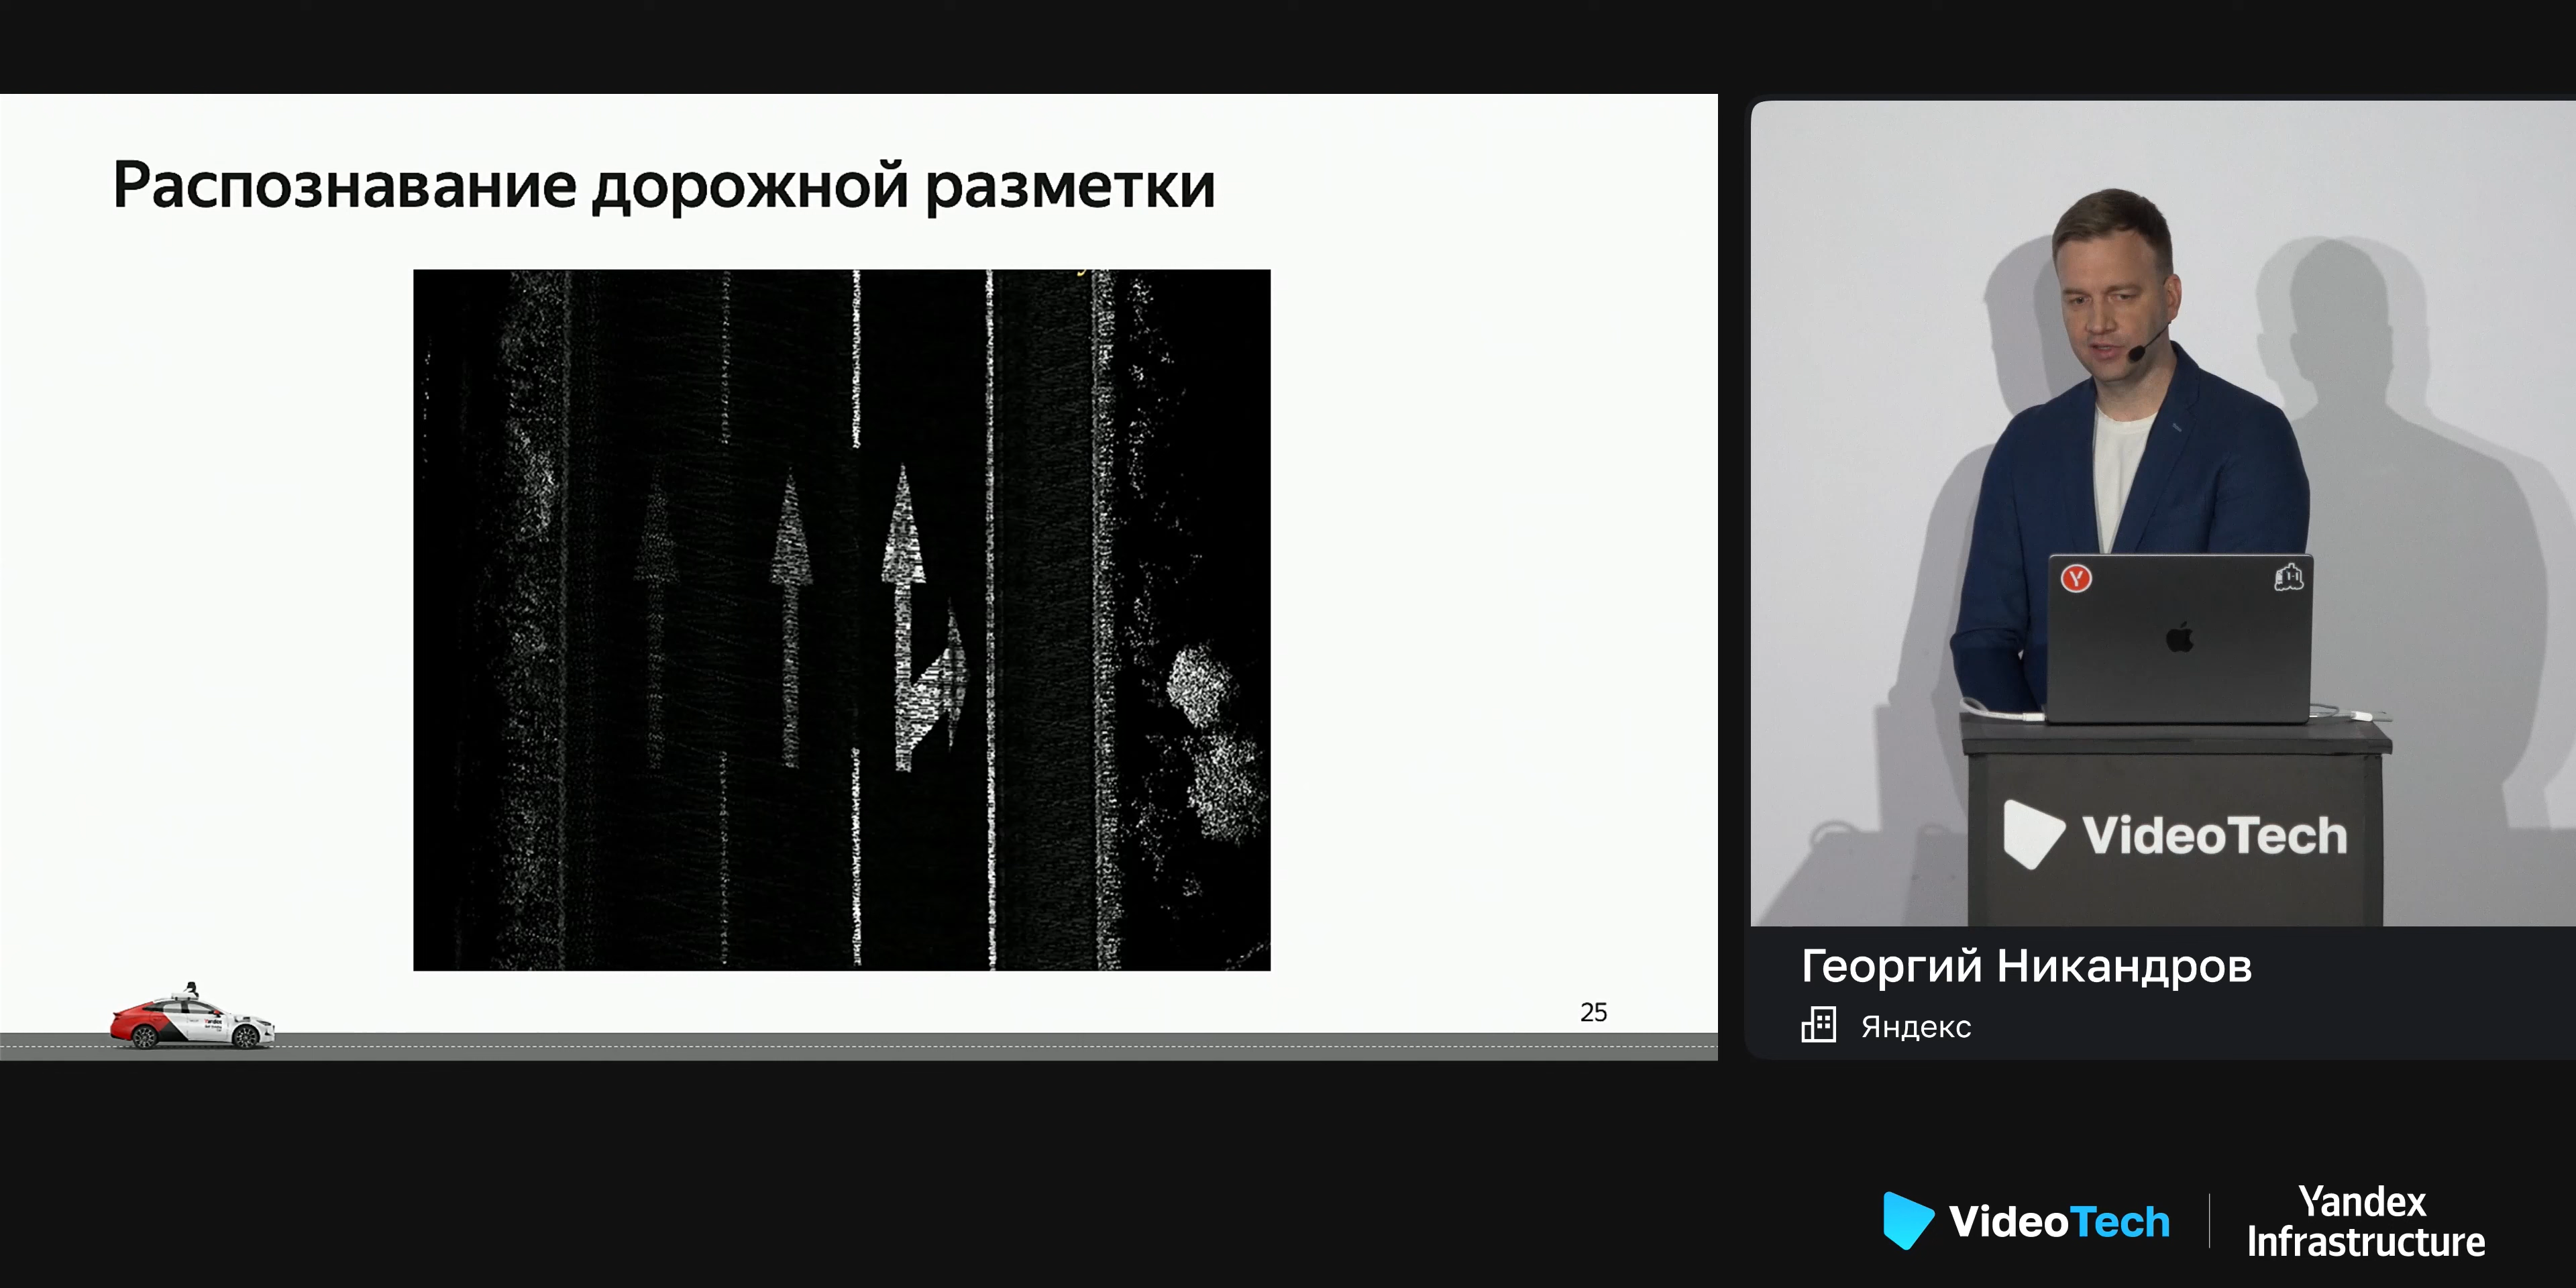 Распознавание дорожной разметки
25
VideoTech
Георгий Никандров
Яндекс
VideoTech
Yandex
Infrastructure